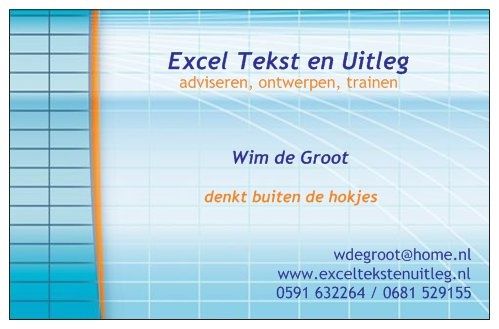 Excel Tekst en Uitleg
adviseren, ontwerpen, trainen
Wim de Groot
denkt buiten de hokjes
wdegroot@home.nl
www.exceltekstenuitleg.nl
0591 632264 / 0681 529155